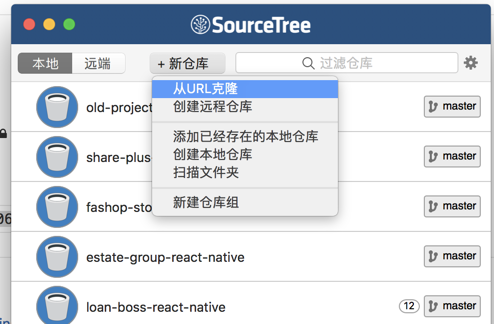 SourceTree
本地
远端
+ 新仓库
过滤仓库
从URL克隆
创建远程仓库
添加已经存在的本地仓库
创建本地仓库
扫描文件夹
新建仓库组
old-project
master
share-plus
master
fashop-sto
master
estate-group-react-native
master
loan-boss-react-native
12
master